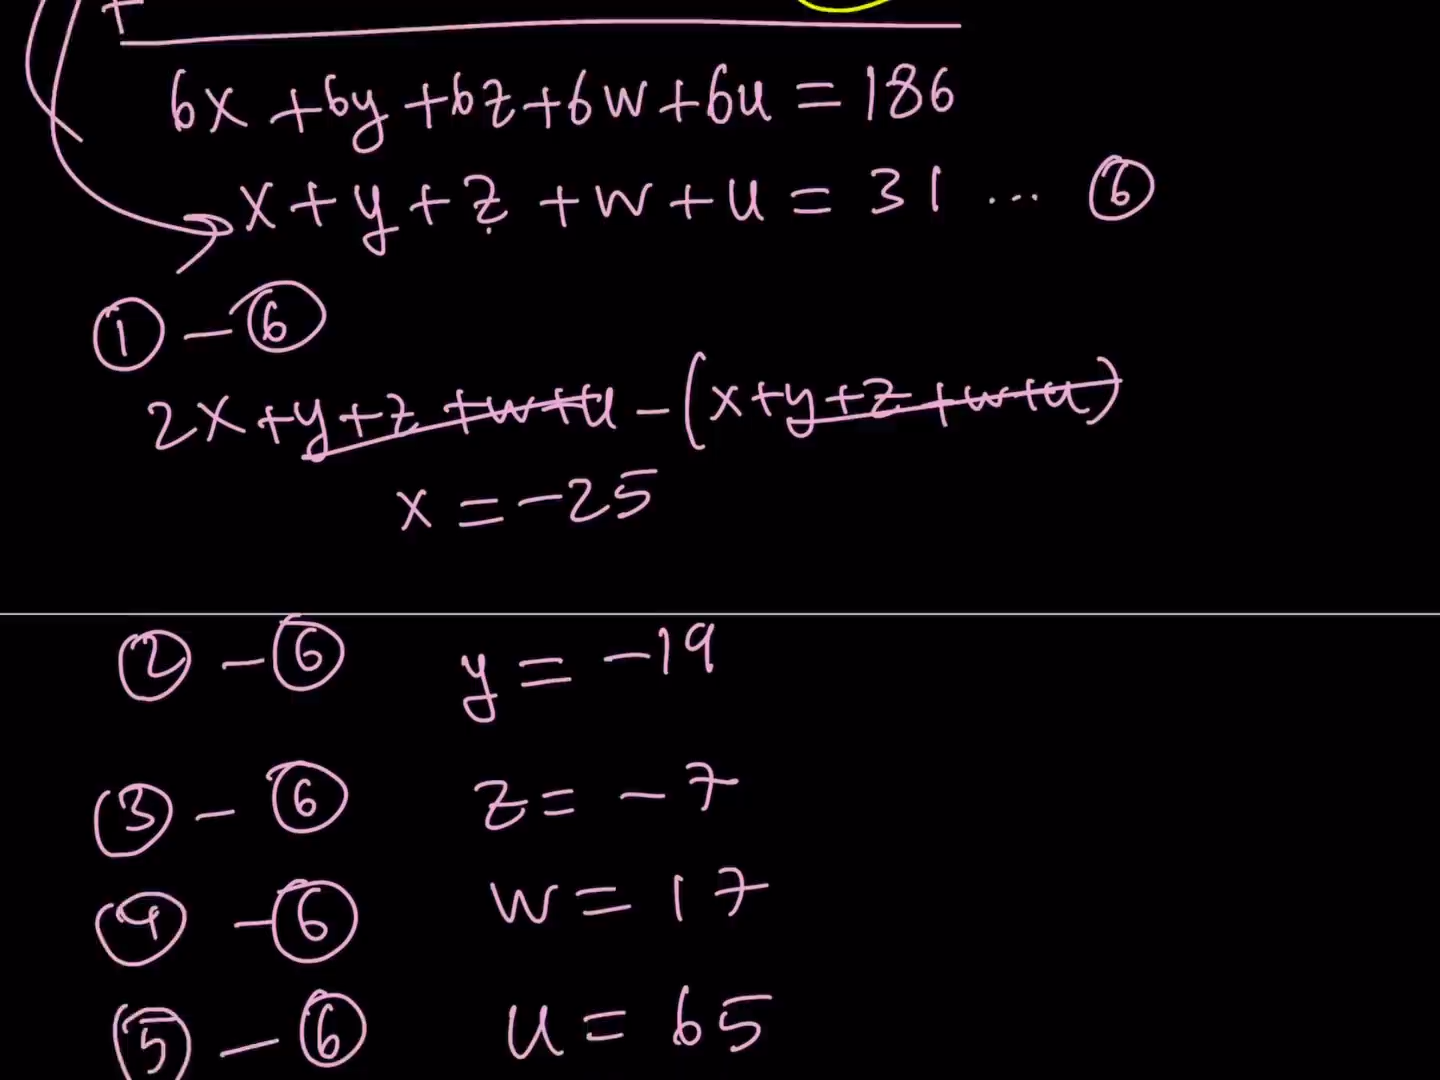 +
6x + 6y + 6z + 6w + 6u = 186
x + y + z + w + u = 31 ... ⑥
① - ⑥
2x + y + z + w + u - (x + y + z + w + u)
x = -25
② - ⑥ y = -19
③ - ⑥ z = -7
④ - ⑥ w = 17
⑤ - ⑥ u = 65